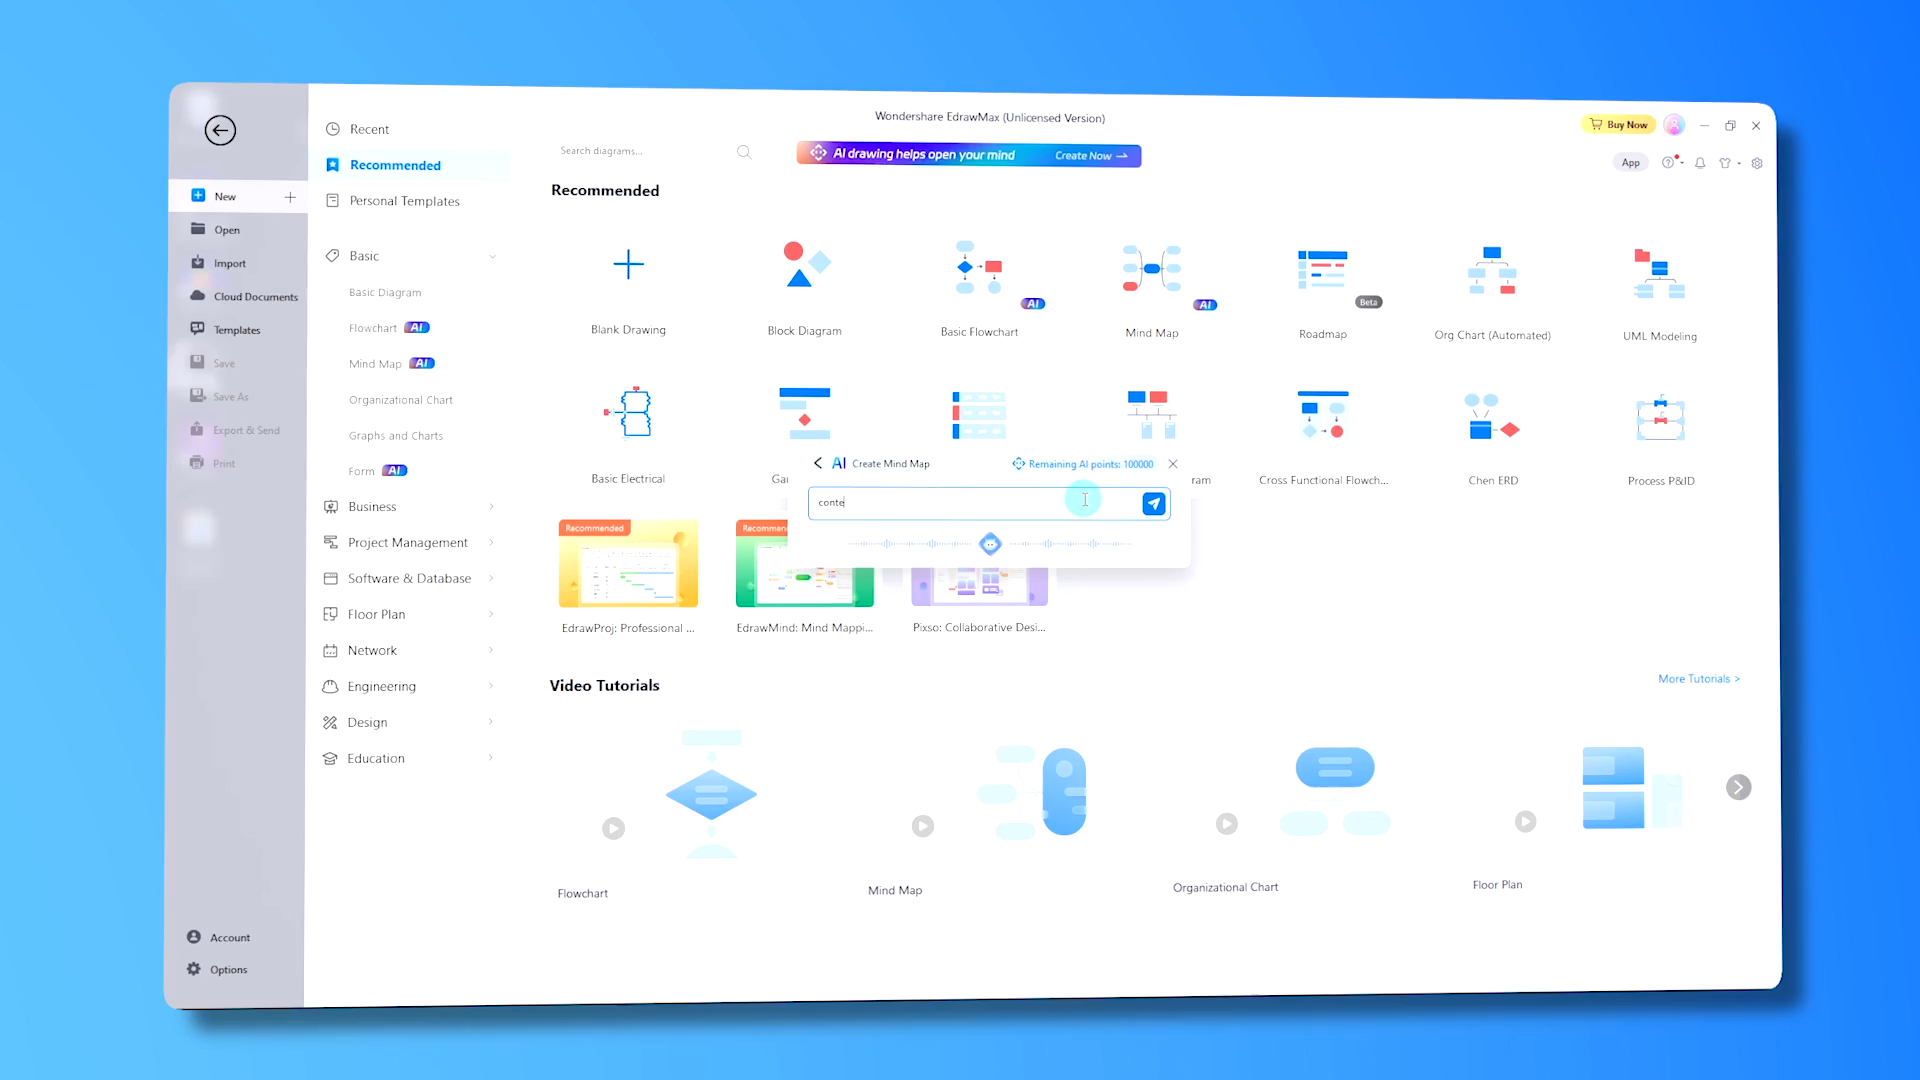 Wondershare EdrawMax (Unlicensed Version)
Buy Now
Search diagrams...
AI drawing helps open your mind
Create Now →
App
New
Open
Import
Cloud Documents
Templates
Save
Save As
Export & Send
Print
Account
Options
Recent
Recommended
Personal Templates
Basic
Basic Diagram
Flowchart AI
Mind Map AI
Organizational Chart
Graphs and Charts
Form AI
Business
Project Management
Software & Database
Floor Plan
Network
Engineering
Design
Education
Recommended
AI
AI
Beta
Blank Drawing
Block Diagram
Basic Flowchart
Mind Map
Roadmap
Org Chart (Automated)
UML Modeling
Basic Electrical
Ga
ram
Cross Functional Flowch...
Chen ERD
Process P&ID
AI Create Mind Map
Remaining AI points: 100000
conte
Recommended
Recommen
EdrawProj: Professional ...
EdrawMind: Mind Mappi...
Pixso: Collaborative Desi...
Video Tutorials
More Tutorials >
Flowchart
Mind Map
Organizational Chart
Floor Plan